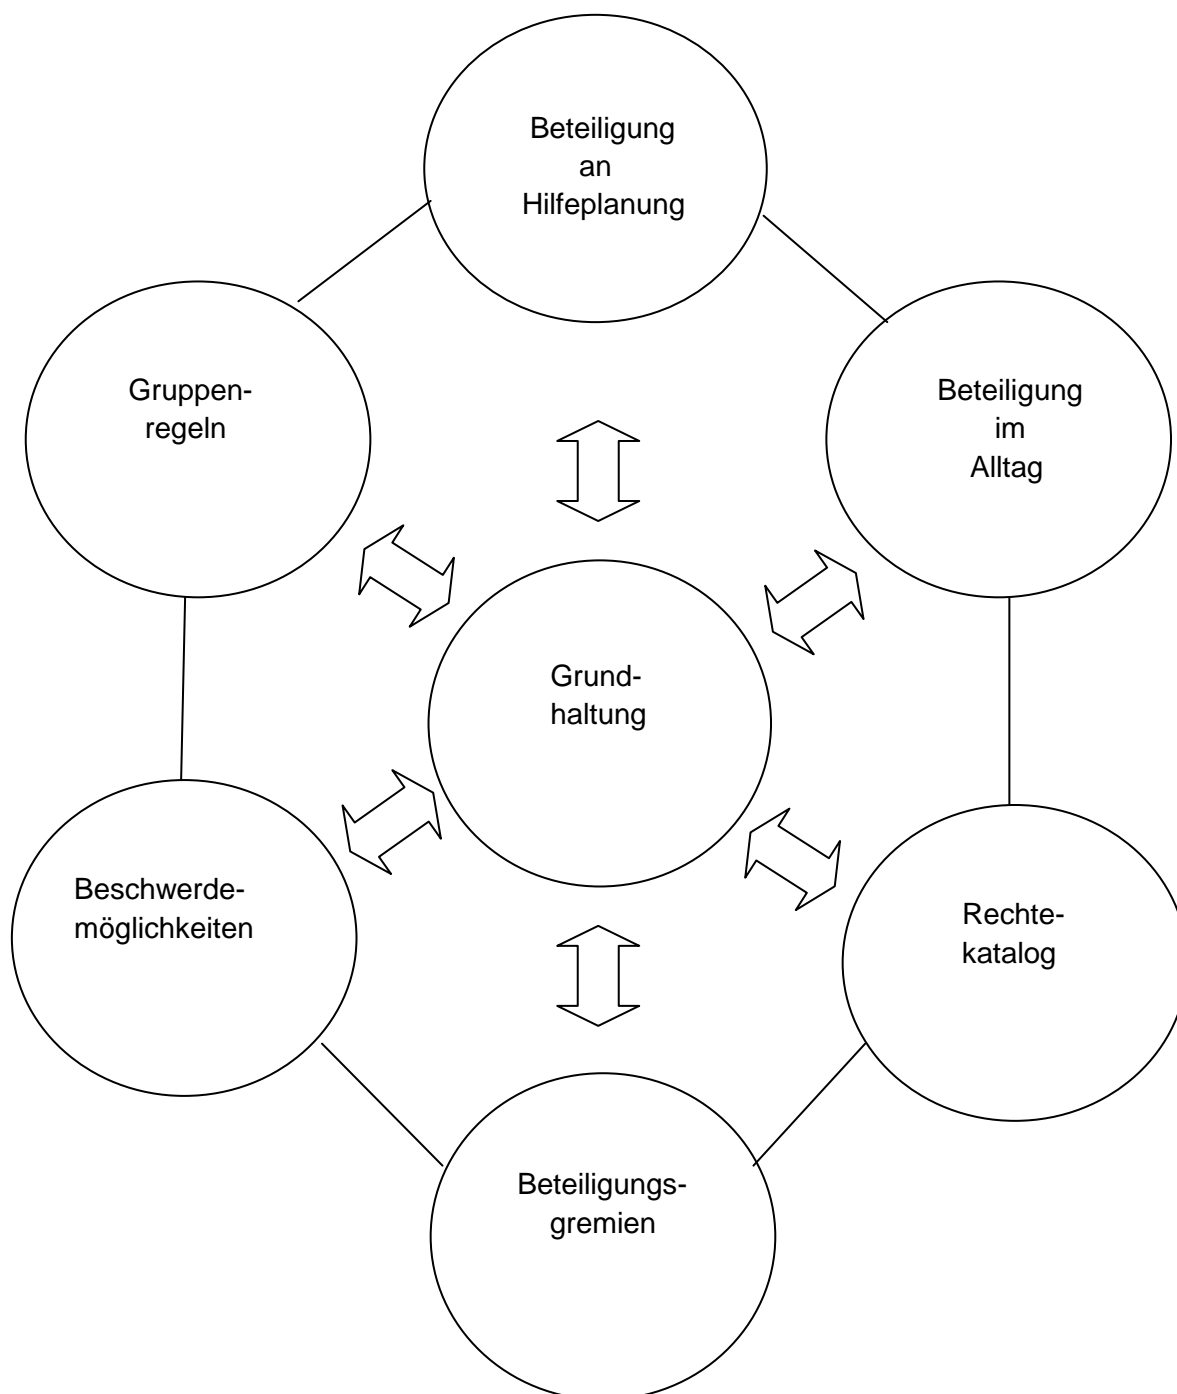 Beteiligung
an
Hilfeplanung
Gruppen-
regeln
Beteiligung
im
Alltag
Grund-
haltung
Beschwerde-
möglichkeiten
Rechte-
katalog
Beteiligungs-
gremien